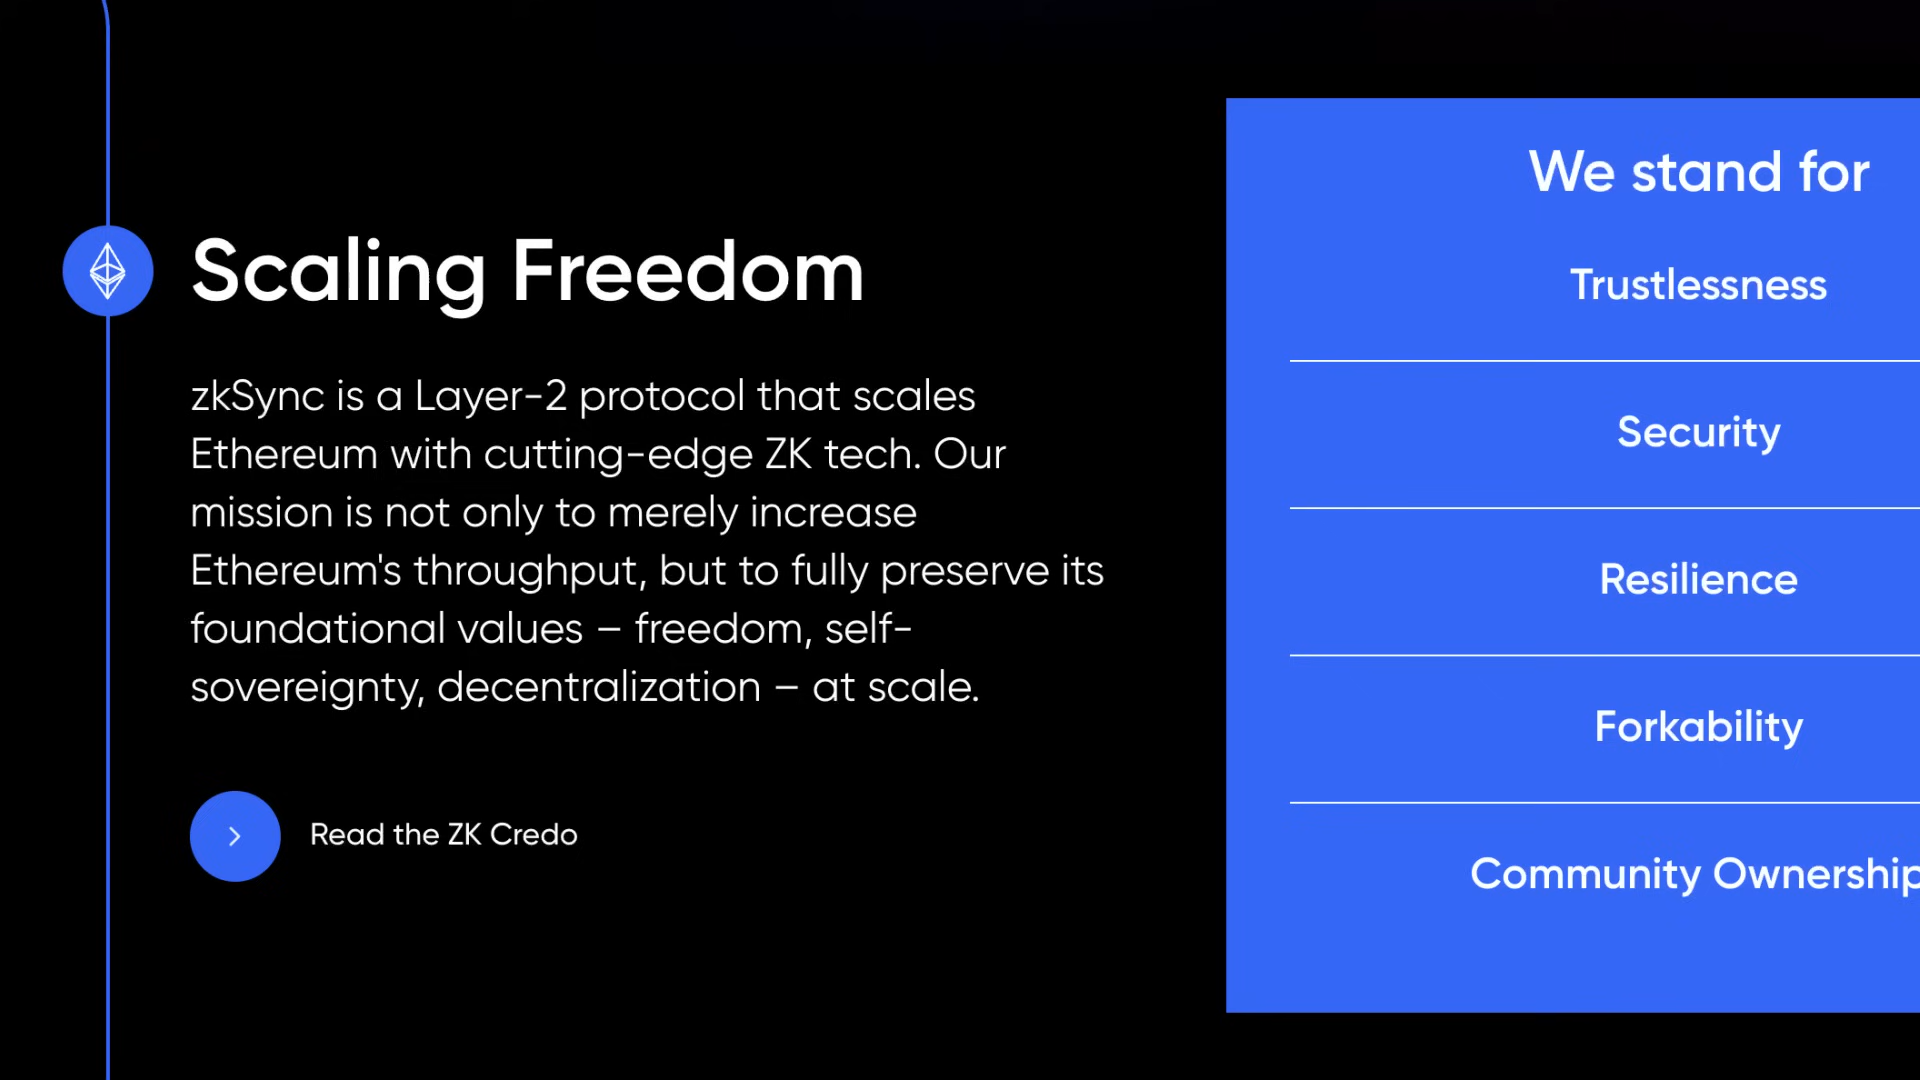 Scaling Freedom
zkSync is a Layer-2 protocol that scales
Ethereum with cutting-edge ZK tech. Our
mission is not only to merely increase
Ethereum's throughput, but to fully preserve its
foundational values – freedom, self-
sovereignty, decentralization – at scale.
Read the ZK Credo
We stand for
Trustlessness
Security
Resilience
Forkability
Community Ownership